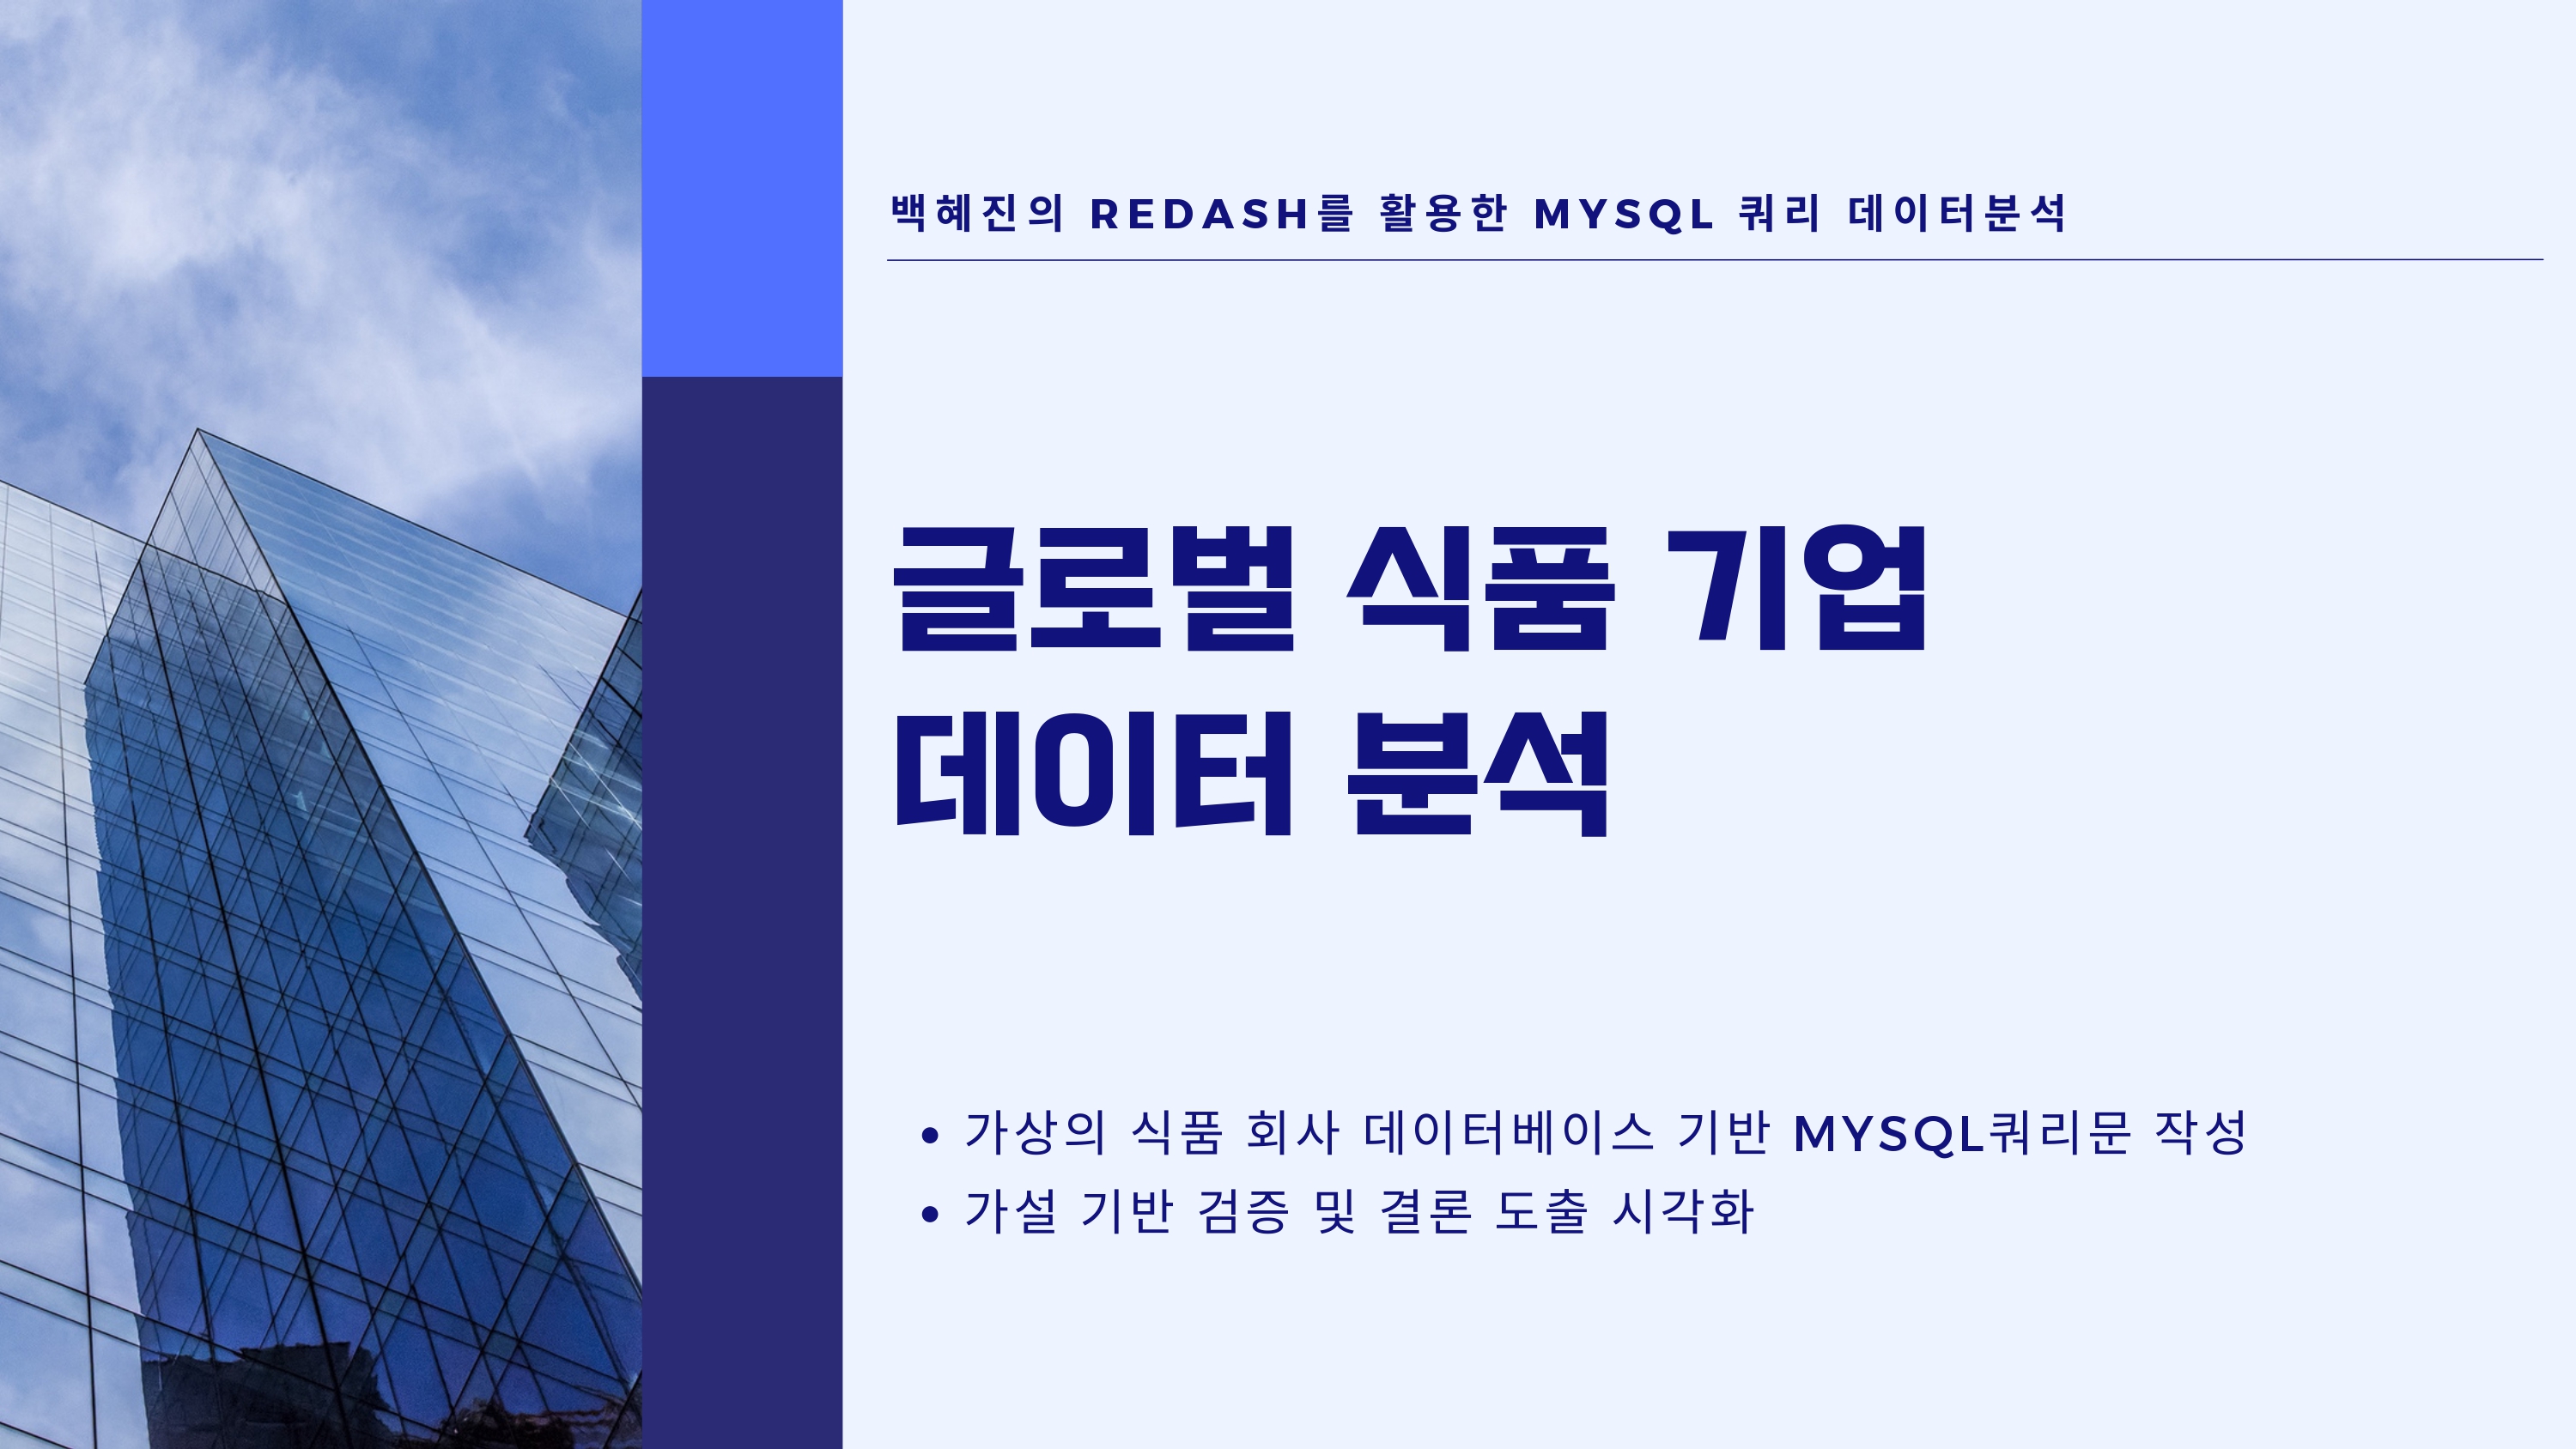 백혜진의 REDASH를 활용한 MYSQL 쿼리 데이터분석
글로벌 식품 기업
데이터 분석
• 가상의 식품 회사 데이터베이스 기반 MYSQL쿼리문 작성
• 가설 기반 검증 및 결론 도출 시각화